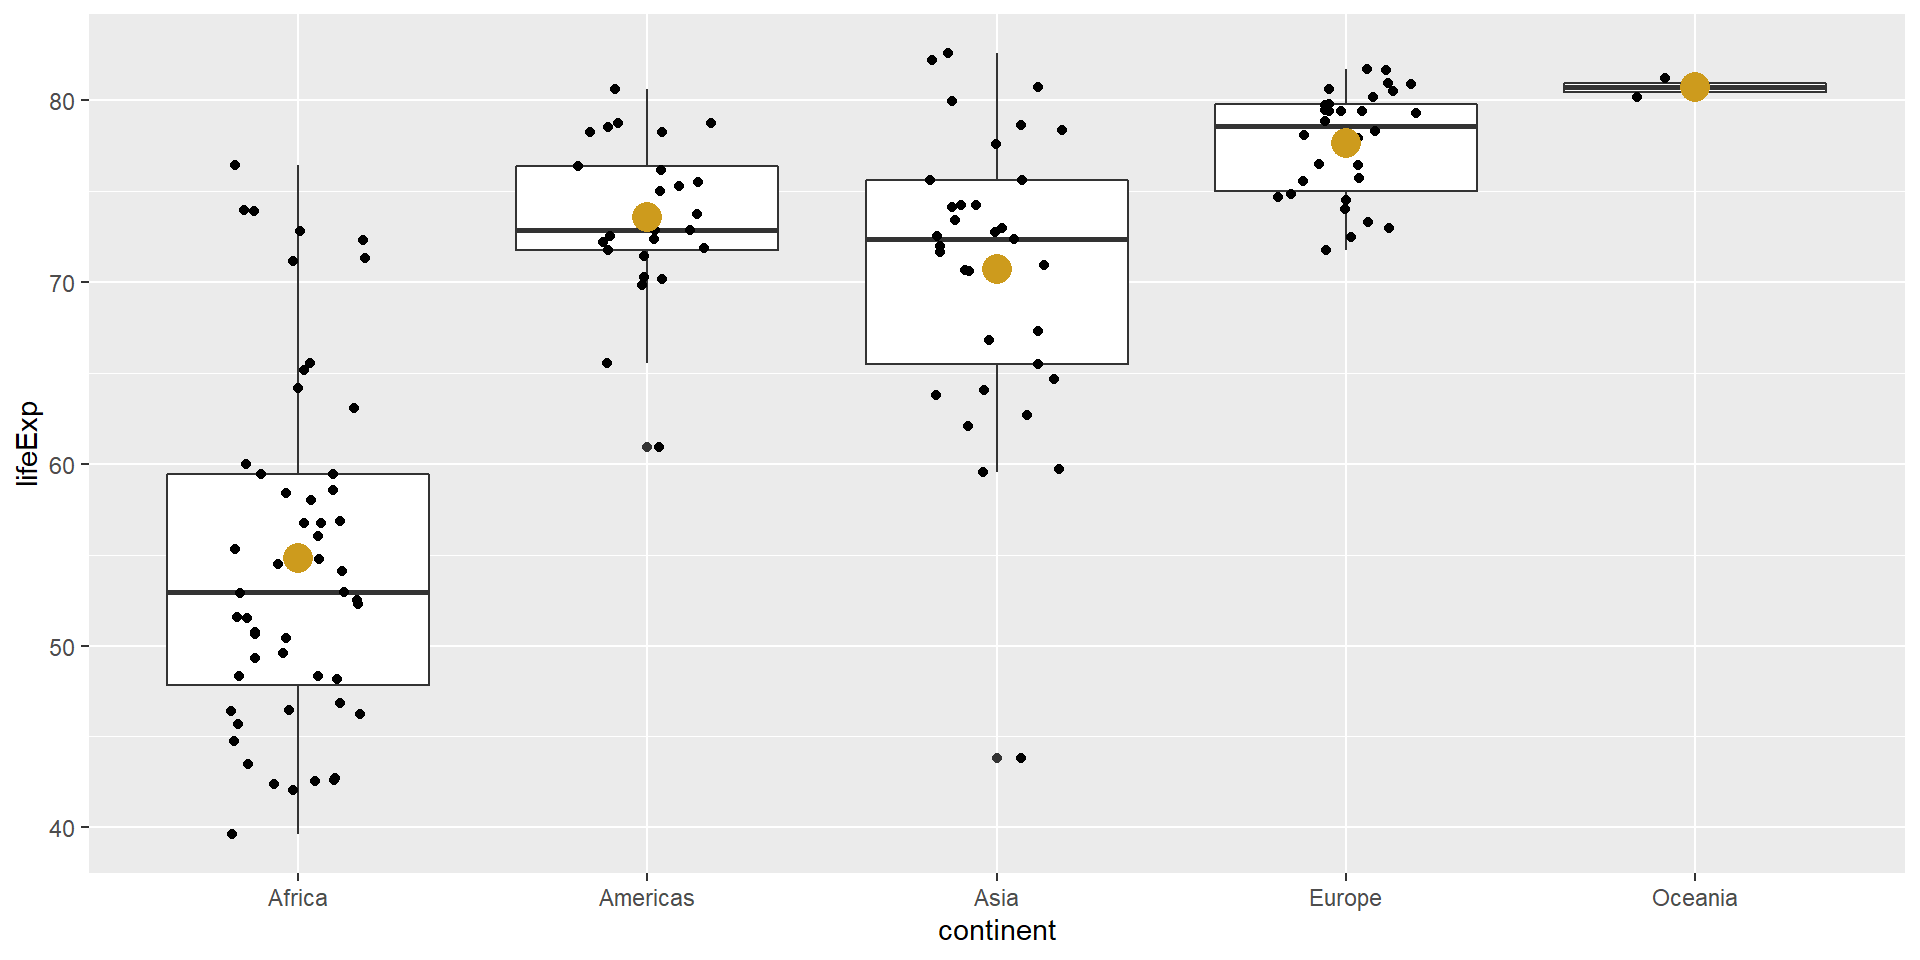 80
70
60
50
40
lifeExp
Africa
Americas
Asia
Europe
Oceania
continent